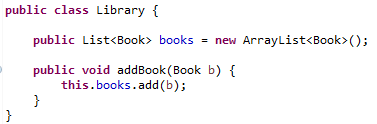 public class Library {
public List<Book> books = new ArrayList<Book>();
public void addBook(Book b) {
this.books.add(b);
}
}